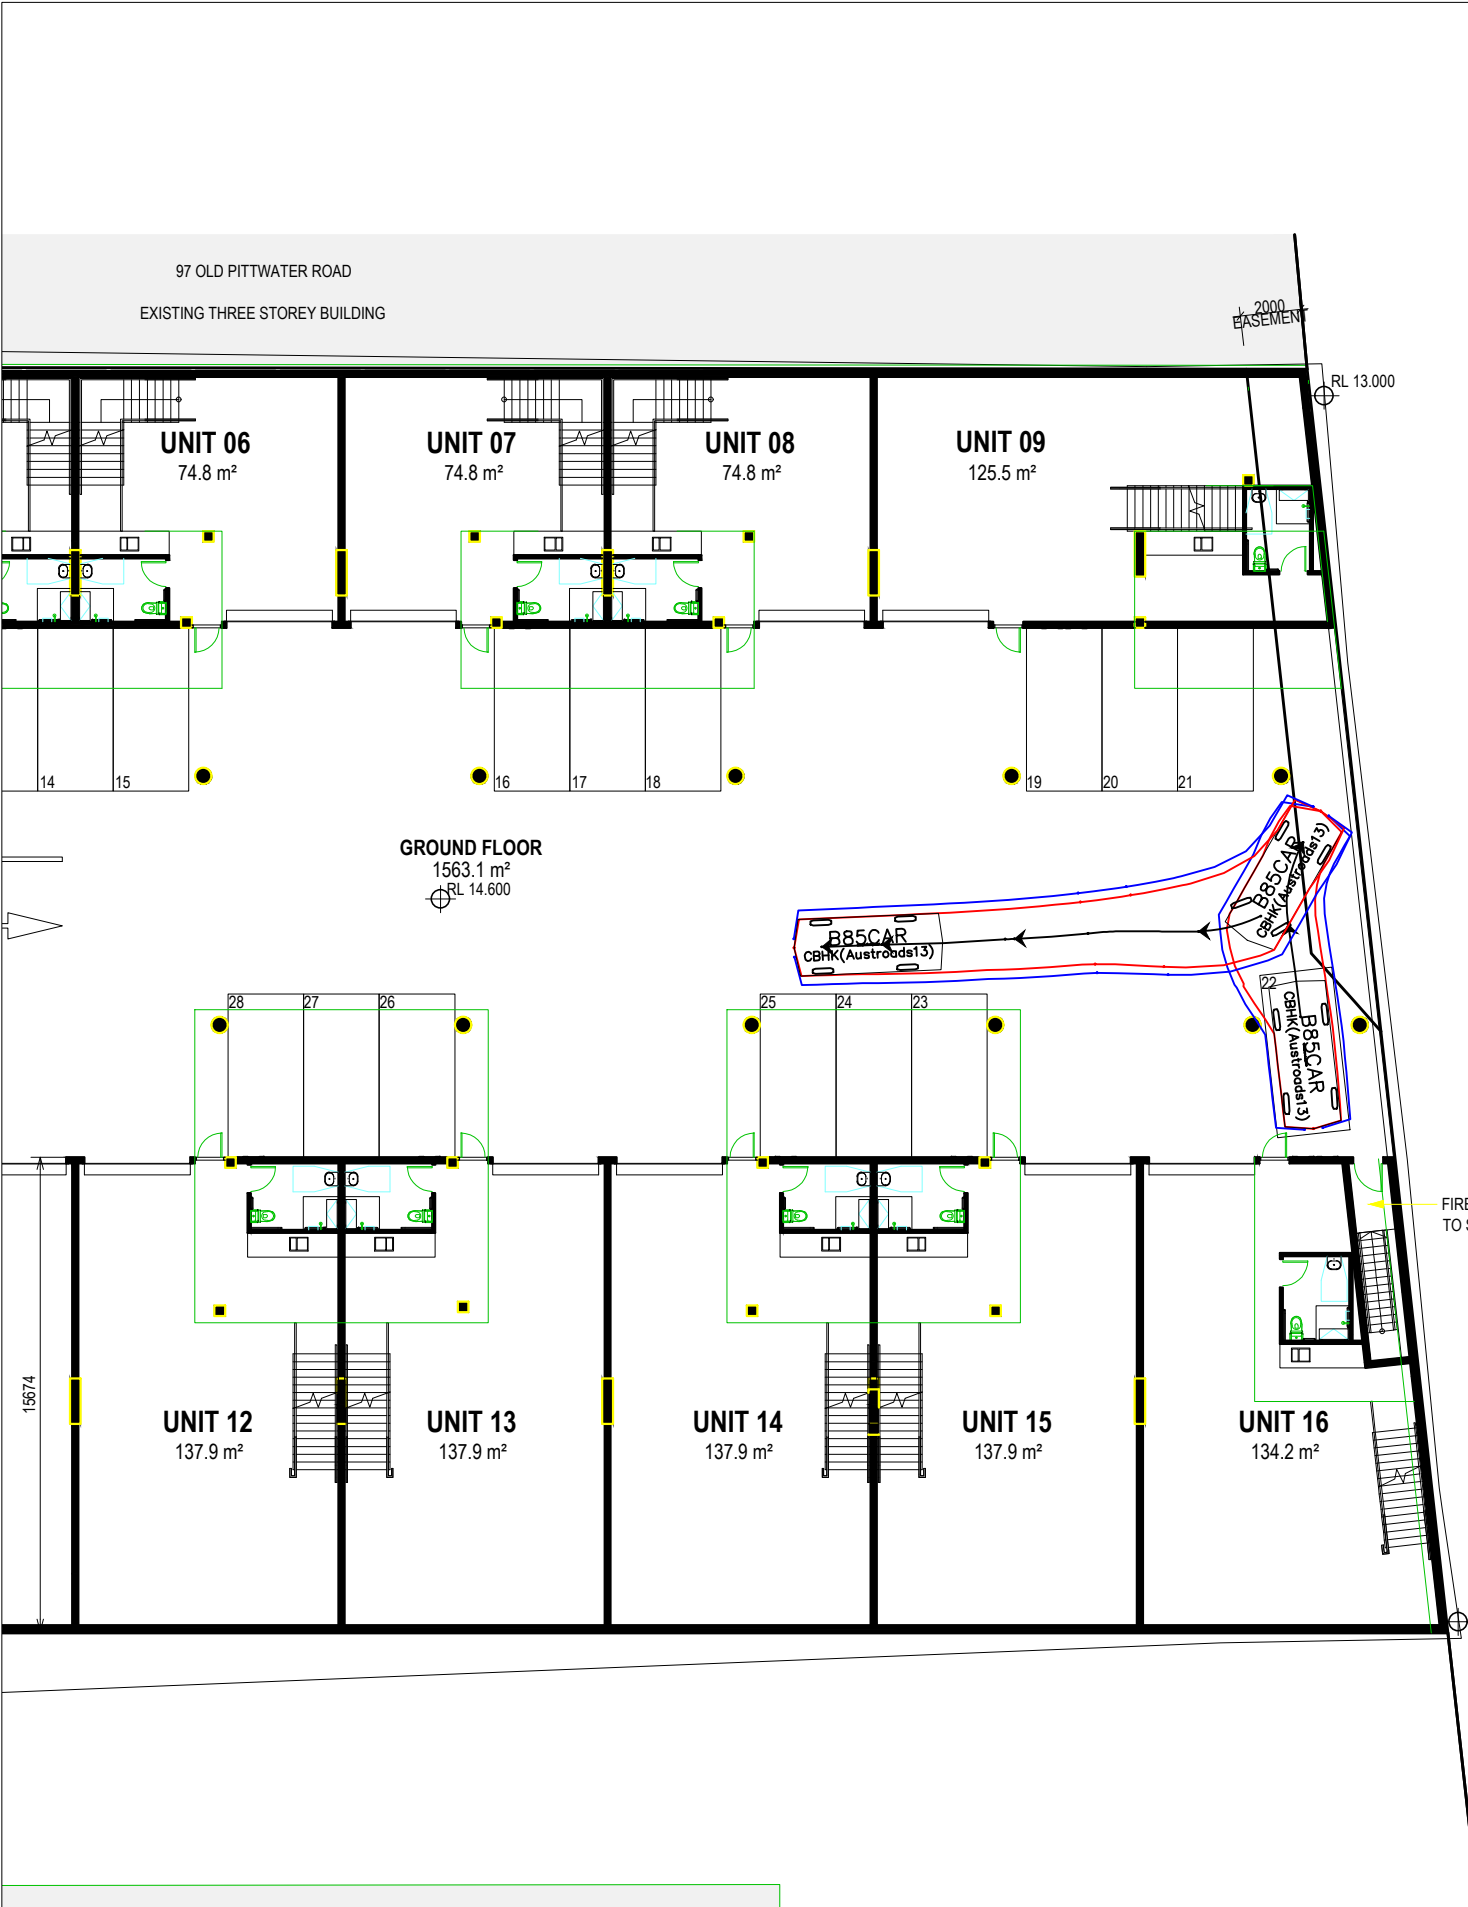 97 OLD PITTWATER ROAD
EXISTING THREE STOREY BUILDING
2000
EASEMENT
RL 13.000
UNIT 06
74.8 m²
UNIT 07
74.8 m²
UNIT 08
74.8 m²
UNIT 09
125.5 m²
14
15
16
17
18
19
20
21
GROUND FLOOR
1563.1 m²
RL 14.600
B85CAR
CBHK(Austroads13)
B85CAR
CBHK(Austroads13)
22
B85CAR
CBHK(Austroads13)
28
27
26
25
24
23
FIRE
TO S
15674
UNIT 12
137.9 m²
UNIT 13
137.9 m²
UNIT 14
137.9 m²
UNIT 15
137.9 m²
UNIT 16
134.2 m²